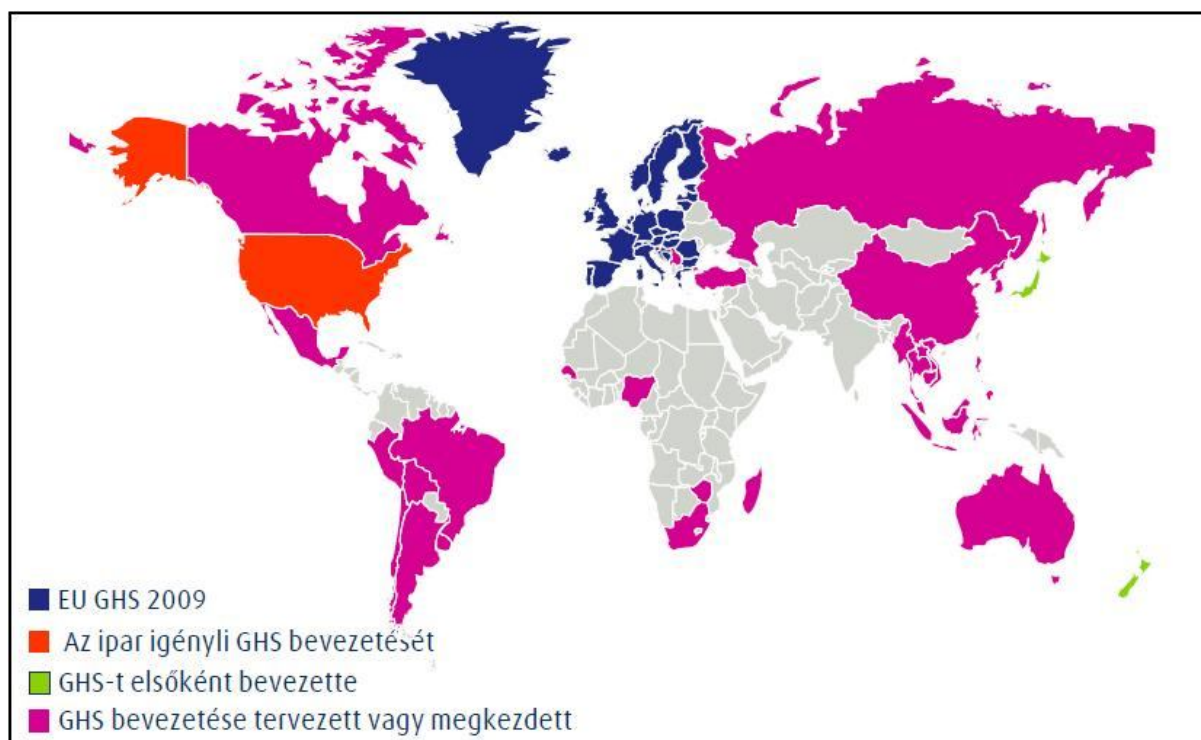 EU GHS 2009
Az ipar igényli GHS bevezetését
GHS-t elsőként bevezette
GHS bevezetése tervezett vagy megkezdett